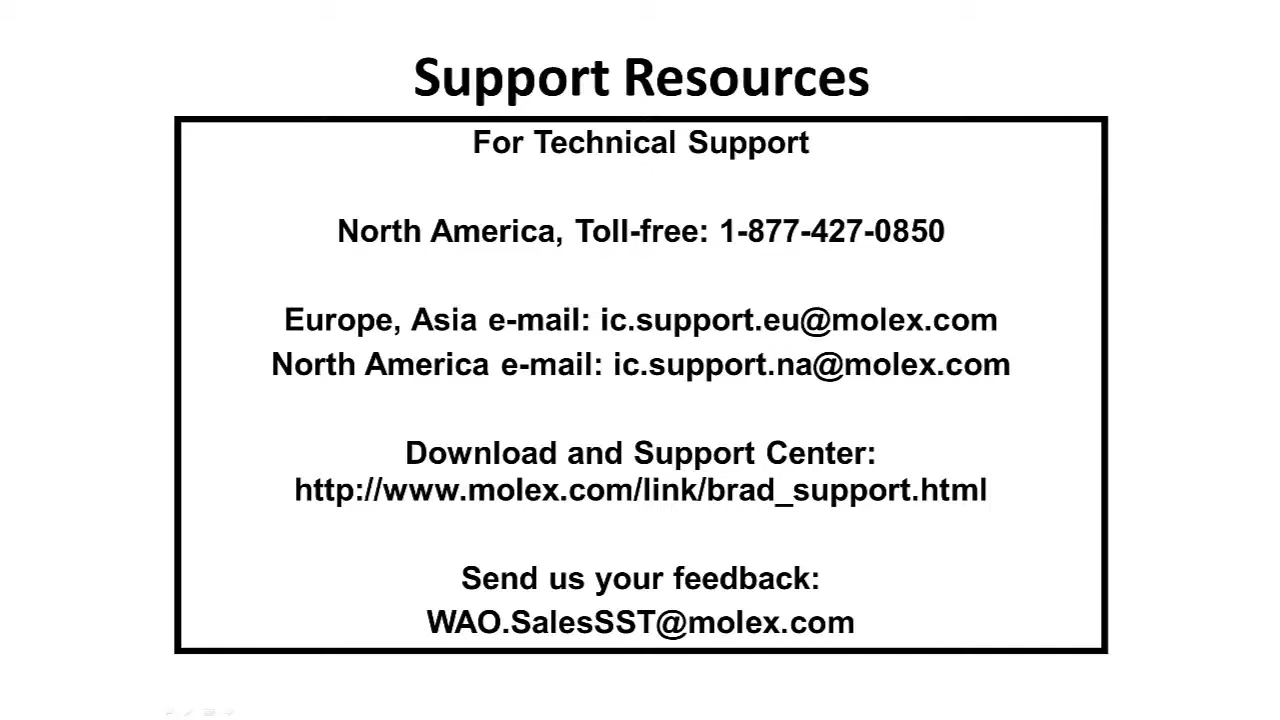 Support Resources
For Technical Support
North America, Toll-free: 1-877-427-0850
Europe, Asia e-mail: ic.support.eu@molex.com
North America e-mail: ic.support.na@molex.com
Download and Support Center:
http://www.molex.com/link/brad_support.html
Send us your feedback:
WAO.SalesSST@molex.com